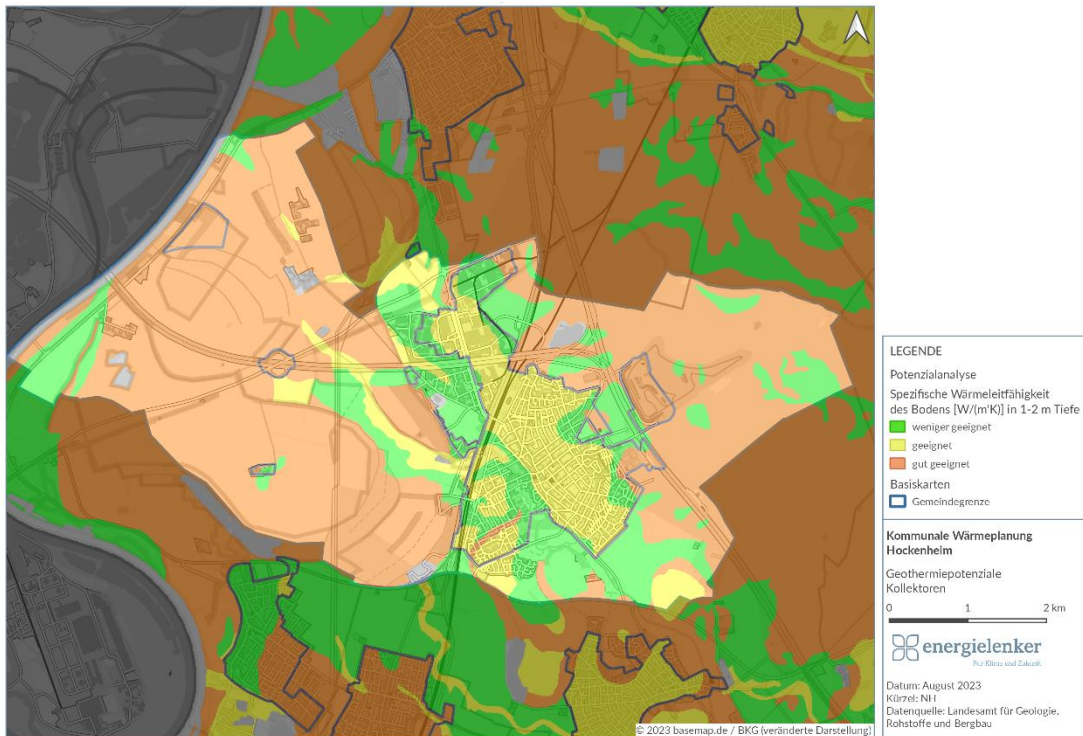 LEGENDE
Potenzialanalyse
Spezifische Wärmeleitfähigkeit
des Bodens [W/(m'K)] in 1-2 m Tiefe
weniger geeignet
geeignet
gut geeignet
Basiskarten
Gemeindegrenze
Kommunale Wärmeplanung
Hockenheim
Geothermiepotenziale
Kollektoren
0 1 2 km
energielenker
Für Klima und Zukunft
Datum: August 2023
Kürzel: NH
Datenquelle: Landesamt für Geologie,
Rohstoffe und Bergbau
© 2023 basemap.de / BKG (veränderte Darstellung)